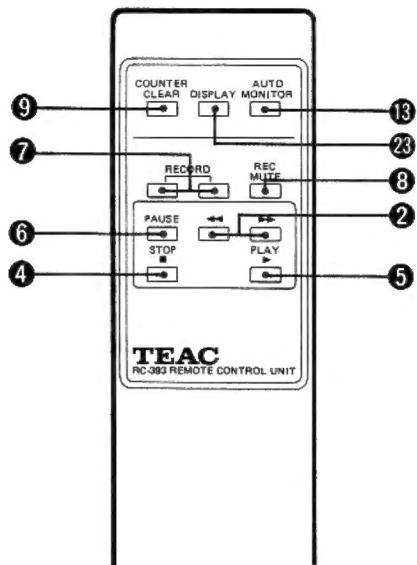 COUNTER CLEAR
DISPLAY
AUTO MONITOR
9
13
7
23
RECORD
REC MUTE
8
6
PAUSE
◀◀
▶▶
2
4
STOP
■
PLAY
▶
5
TEAC
RC-393 REMOTE CONTROL UNIT